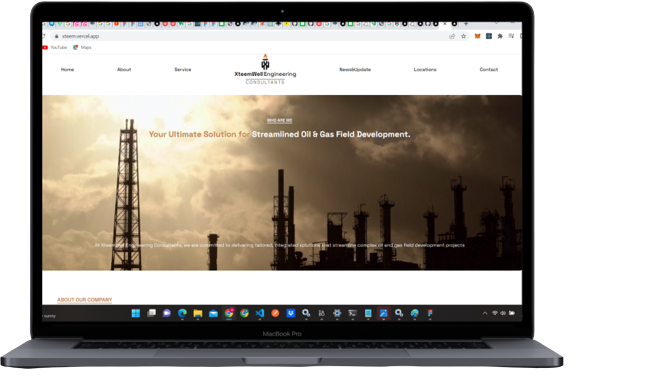 xteem.vercel.app
YouTube
Maps
Home
About
Service
XteemWell Engineering
CONSULTANTS
News&Update
Locations
Contact
WHO ARE WE
Your Ultimate Solution for Streamlined Oil & Gas Field Development.
At XteemWell Engineering Consultants, we are committed to delivering tailored, integrated solutions that streamline complex oil and gas field development projects
ABOUT OUR COMPANY
sunny
MacBook Pro